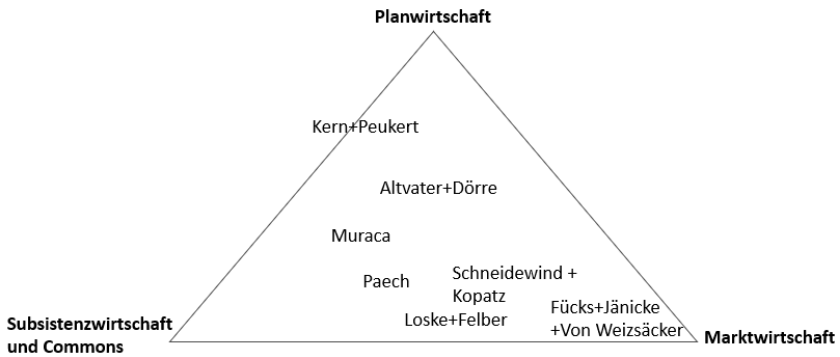 Planwirtschaft
Kern+Peukert
Altvater+Dörre
Muraca
Paech
Schneidewind +
Kopatz
Loske+Felber
Fücks+Jänicke
+Von Weizsäcker
Subsistenzwirtschaft
und Commons
Marktwirtschaft